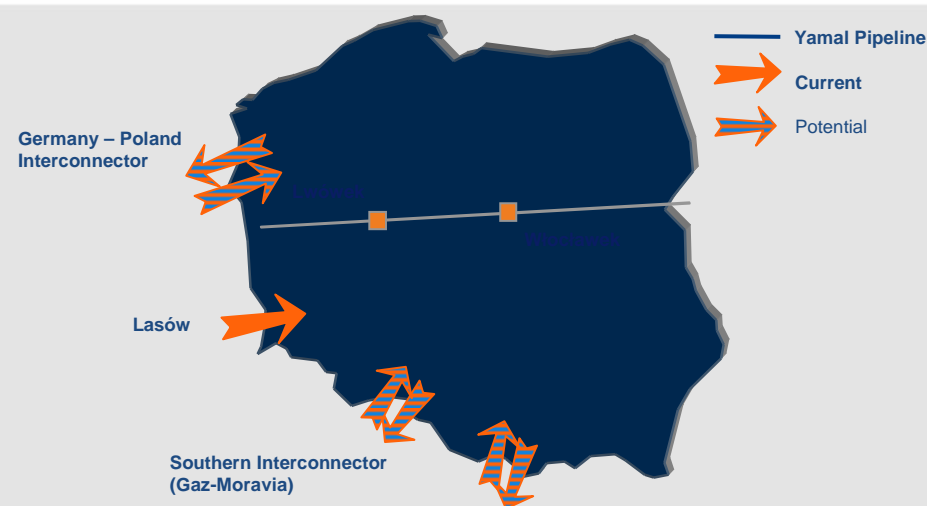 Yamal Pipeline
Current
Potential
Germany – Poland
Interconnector
Lasów
Southern Interconnector
(Gaz-Moravia)